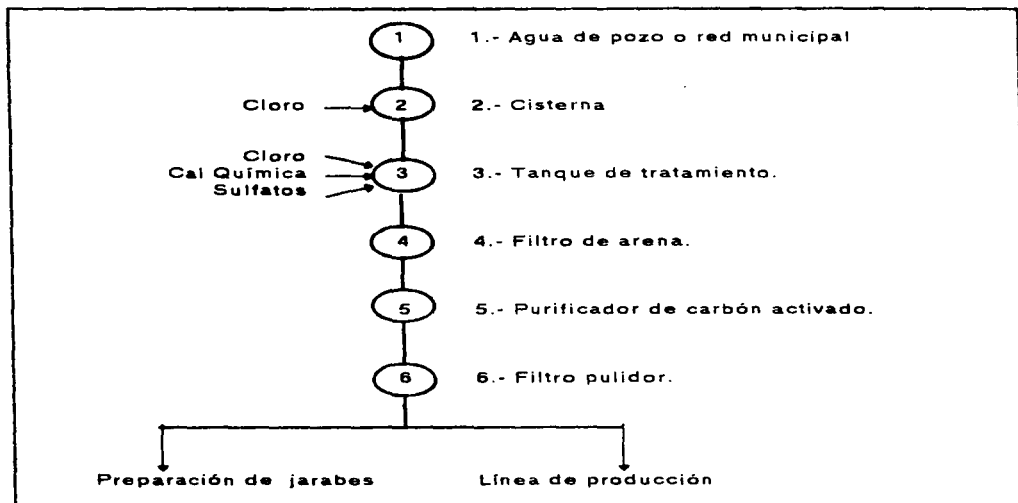 1 1.- Agua de pozo o red municipal
Cloro 2 2.- Cisterna
Cloro
Cal Química 3 3.- Tanque de tratamiento.
Sulfatos
4 4.- Filtro de arena.
5 5.- Purificador de carbón activado.
6 6.- Filtro pulidor.
Preparación de jarabes Línea de producción